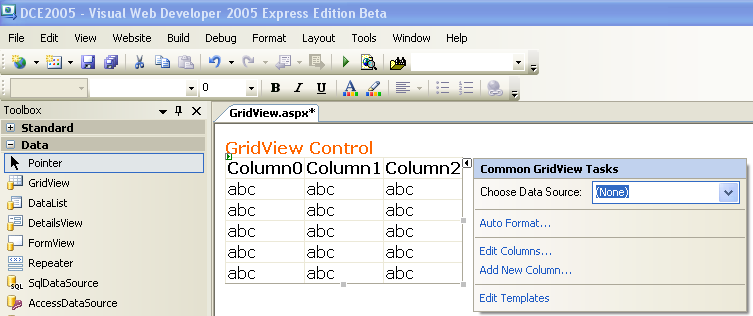 DCE2005 - Visual Web Developer 2005 Express Edition Beta
File Edit View Website Build Debug Format Layout Tools Window Help
0 B I U A
Toolbox
Standard
Data
Pointer
GridView
DataList
DetailsView
FormView
Repeater
SQL SqlDataSource
AccessDataSource
GridView.aspx*
GridView Control
Column0 Column1 Column2
abc abc abc
abc abc abc
abc abc abc
abc abc abc
abc abc abc
Common GridView Tasks
Choose Data Source: (None)
Auto Format...
Edit Columns...
Add New Column...
Edit Templates